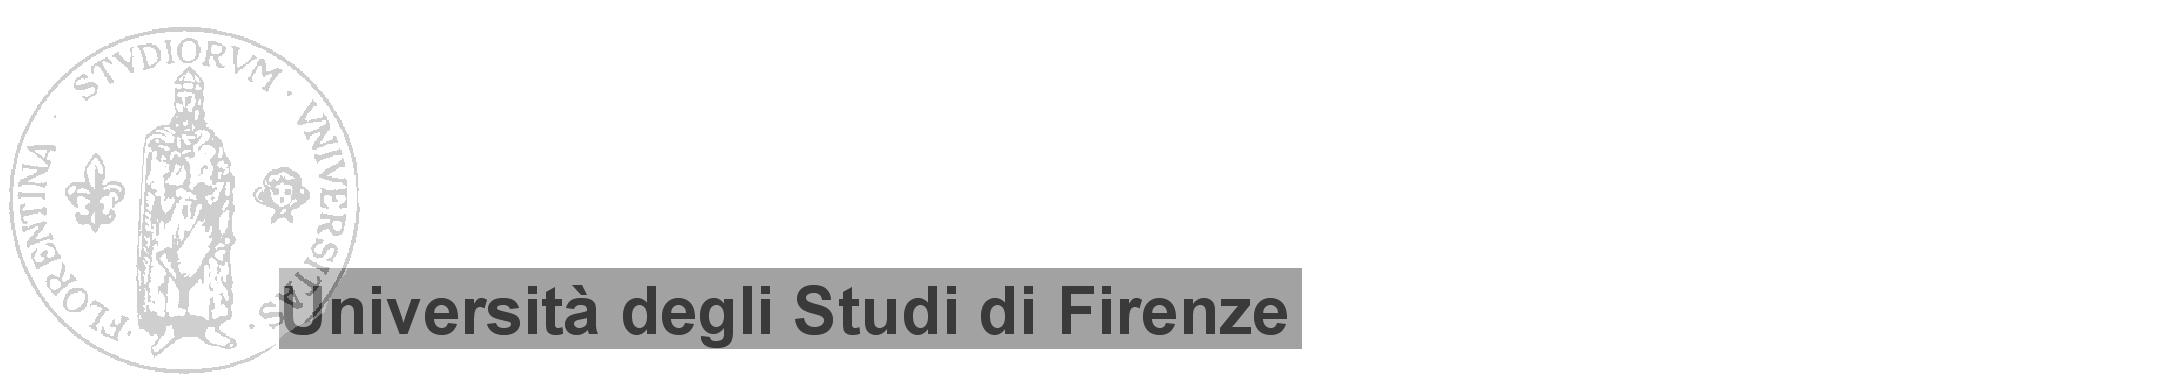 FLORENTINA · STVDIORVM · VNIVERSITAS ·
Università degli Studi di Firenze